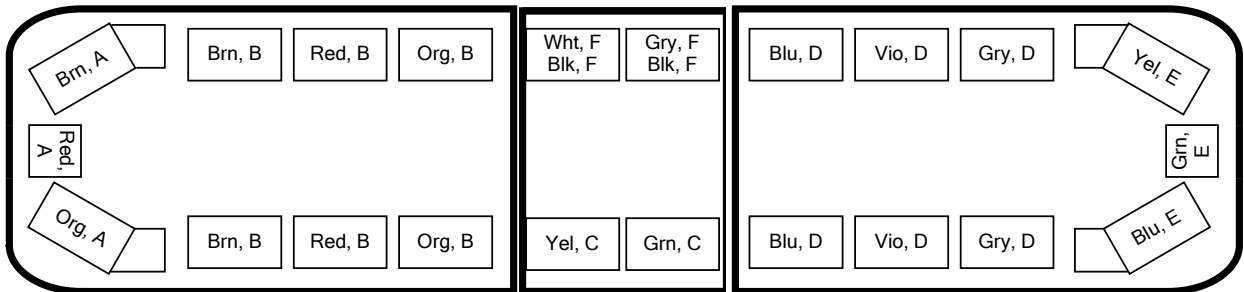 Brn, A
Brn, B
Red, B
Org, B
Wht, F
Blk, F
Gry, F
Blk, F
Blu, D
Vio, D
Gry, D
Yel, E
Red,
A
Grn,
E
Org, A
Brn, B
Red, B
Org, B
Yel, C
Grn, C
Blu, D
Vio, D
Gry, D
Blu, E